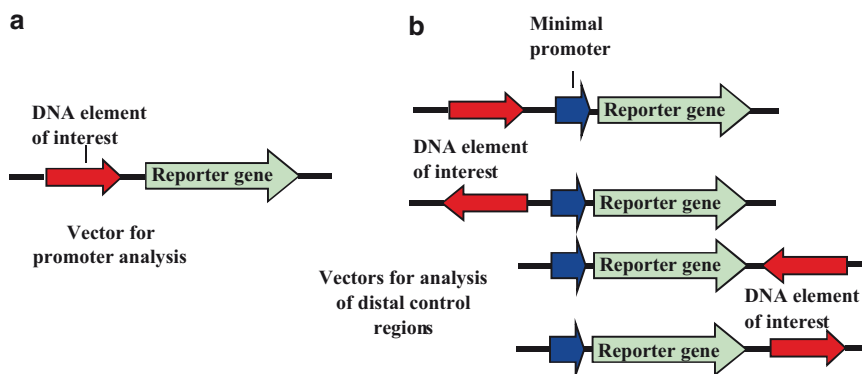 a
DNA element
of interest
Reporter gene
Vector for
promoter analysis
b
Minimal
promoter
Reporter gene
DNA element
of interest
Reporter gene
Reporter gene
Vectors for analysis
of distal control
regions
DNA element
of interest
Reporter gene